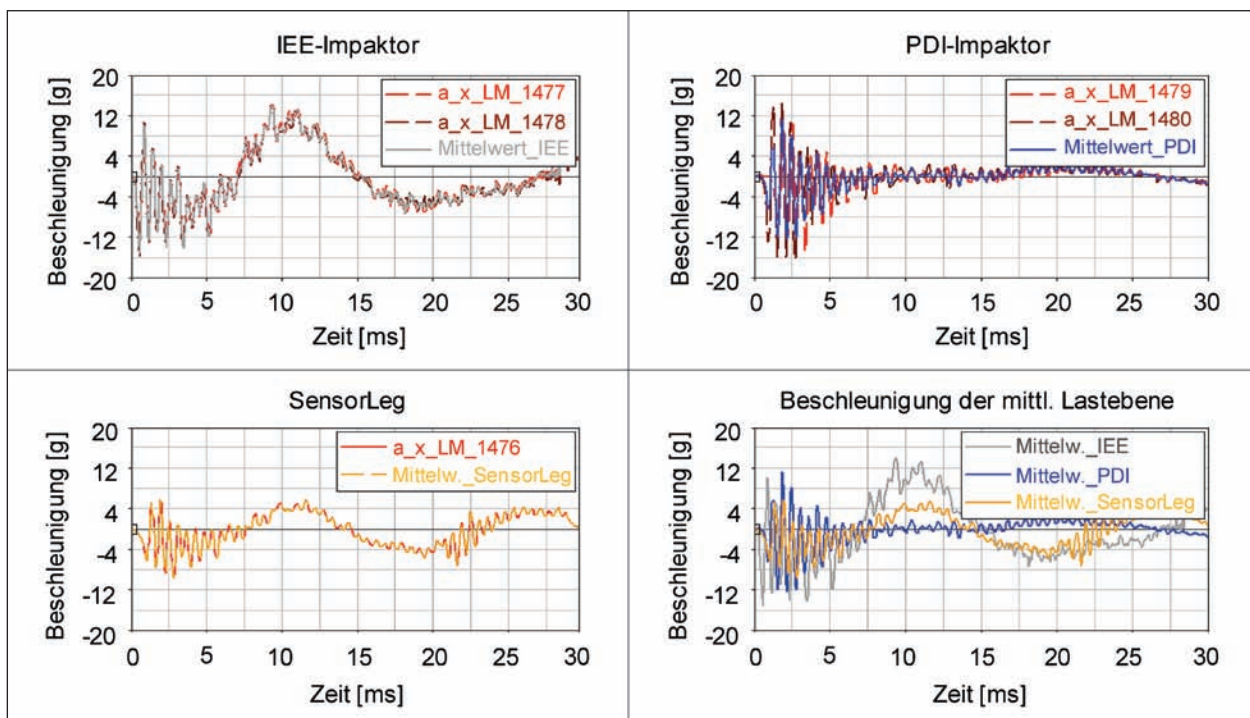 IEE-Impaktor
Beschleunigung [g]
20
12
4
-4
-12
-20
a_x_LM_1477
a_x_LM_1478
Mittelwert_IEE
0 5 10 15 20 25 30
Zeit [ms]
PDI-Impaktor
Beschleunigung [g]
20
12
4
-4
-12
-20
a_x_LM_1479
a_x_LM_1480
Mittelwert_PDI
0 5 10 15 20 25 30
Zeit [ms]
SensorLeg
Beschleunigung [g]
20
12
4
-4
-12
-20
a_x_LM_1476
Mittelw._SensorLeg
0 5 10 15 20 25 30
Zeit [ms]
Beschleunigung der mittl. Lastebene
Beschleunigung [g]
20
12
4
-4
-12
-20
Mittelw._IEE
Mittelw._PDI
Mittelw._SensorLeg
0 5 10 15 20 25 30
Zeit [ms]